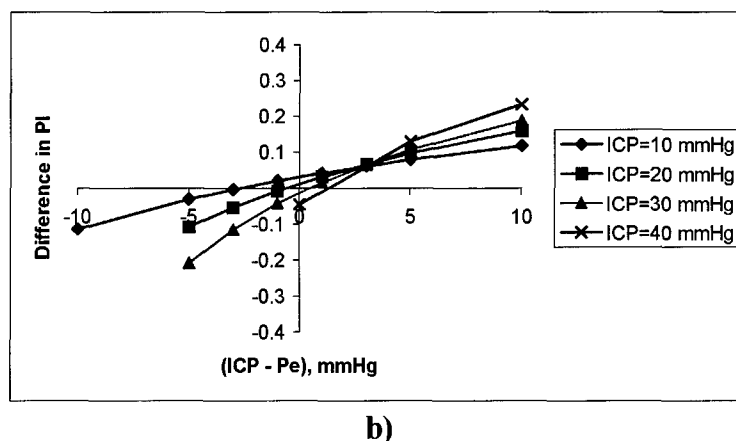 0.4
0.3
0.2
0.1
0
-0.1
-0.2
-0.3
-0.4
-10
-5
0
5
10
Difference in PI
(ICP - Pe), mmHg
ICP=10 mmHg
ICP=20 mmHg
ICP=30 mmHg
ICP=40 mmHg
b)